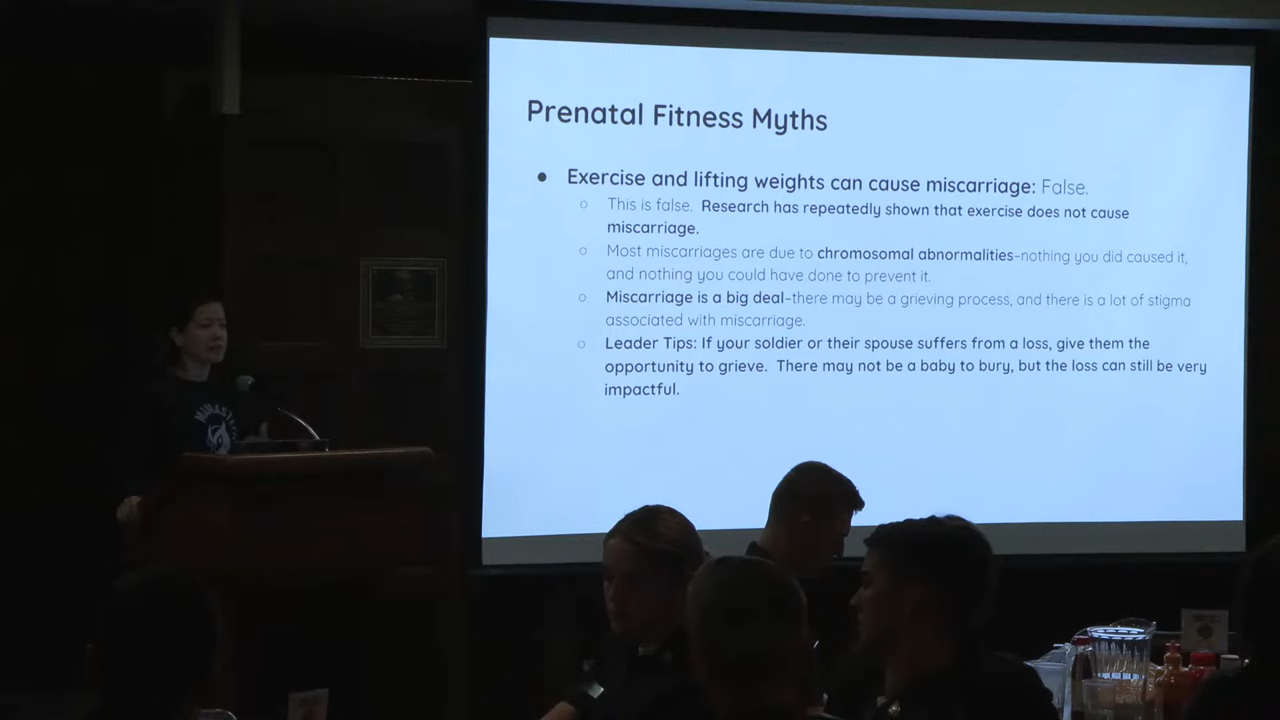 Prenatal Fitness Myths
● Exercise and lifting weights can cause miscarriage: False.
○ This is false. Research has repeatedly shown that exercise does not cause
miscarriage.
○ Most miscarriages are due to chromosomal abnormalities–nothing you did caused it,
and nothing you could have done to prevent it.
○ Miscarriage is a big deal–there may be a grieving process, and there is a lot of stigma
associated with miscarriage.
○ Leader Tips: If your soldier or their spouse suffers from a loss, give them the
opportunity to grieve. There may not be a baby to bury, but the loss can still be very
impactful.